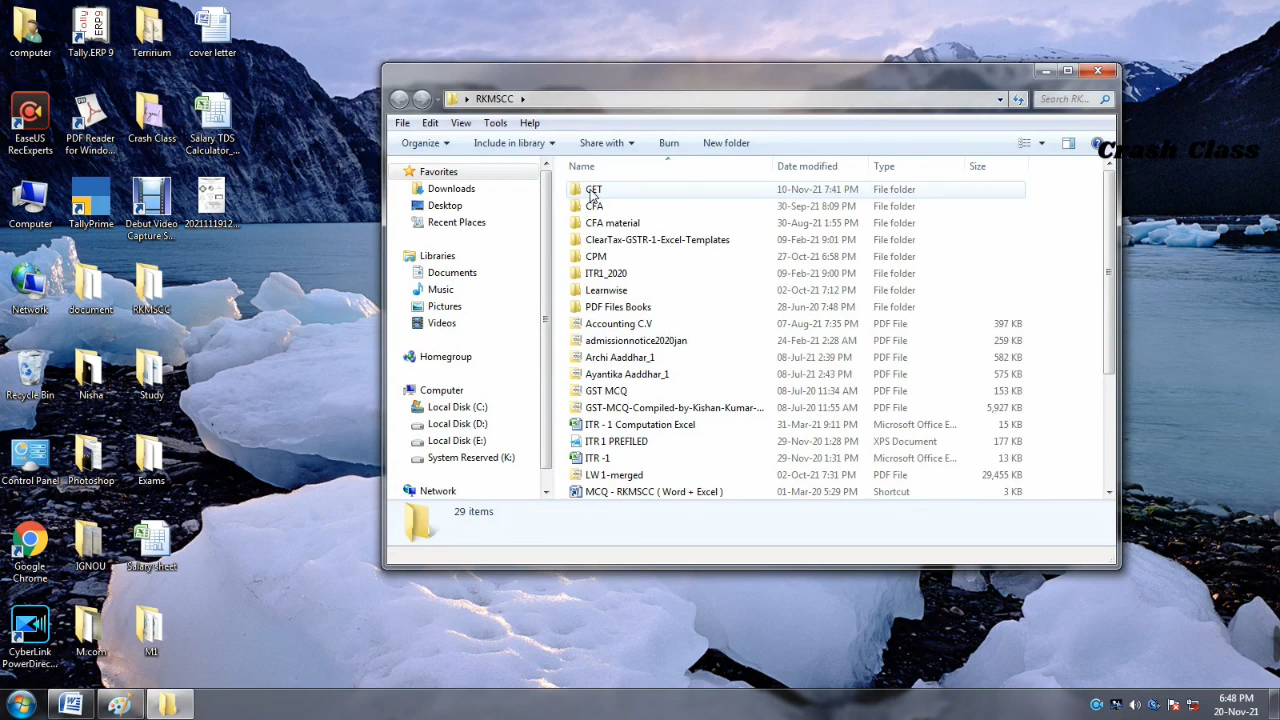 computer
Tally.ERP 9
Terririum
cover letter
EaseUS
RecExperts
PDF Reader
for Windo...
Crash Class
Salary TDS
Calculator_...
Computer
TallyPrime
Debut Video
Capture S...
2021111912...
Network
document
RKMSCC
Recycle Bin
Nisha
Study
Control Panel
Photoshop
Exams
Google
Chrome
IGNOU
Salary sheet
CyberLink
PowerDirec...
M.com
M1
RKMSCC
Search RK...
File Edit View Tools Help
Organize Include in library Share with Burn New folder
Crash Class
Favorites
Downloads
Desktop
Recent Places
Libraries
Documents
Music
Pictures
Videos
Homegroup
Computer
Local Disk (C:)
Local Disk (D:)
Local Disk (E:)
System Reserved (K:)
Network
Name Date modified Type Size
10-Nov-21 7:41 PM File folder
CFA 30-Sep-21 8:09 PM File folder
CFA material 30-Aug-21 1:55 PM File folder
ClearTax-GSTR-1-Excel-Templates 09-Feb-21 9:01 PM File folder
CPM 27-Oct-21 6:58 PM File folder
ITR1_2020 09-Feb-21 9:00 PM File folder
Learnwise 02-Oct-21 7:12 PM File folder
PDF Files Books 28-Jun-20 7:48 PM File folder
Accounting C.V 07-Aug-21 7:35 PM PDF File 397 KB
admissionnotice2020jan 24-Feb-21 2:28 AM PDF File 259 KB
Archi Aaddhar_1 08-Jul-21 2:39 PM PDF File 582 KB
Ayantika Aaddhar_1 08-Jul-21 2:43 PM PDF File 575 KB
GST MCQ 08-Jul-20 11:34 AM PDF File 153 KB
GST-MCQ-Compiled-by-Kishan-Kumar-... 08-Jul-20 11:55 AM PDF File 5,927 KB
ITR - 1 Computation Excel 31-Mar-21 9:11 PM Microsoft Office E... 15 KB
ITR 1 PREFILED 29-Nov-20 1:28 PM XPS Document 177 KB
ITR -1 29-Nov-20 1:31 PM Microsoft Office E... 13 KB
LW 1-merged 02-Oct-21 7:31 PM PDF File 29,455 KB
MCQ - RKMSCC ( Word + Excel ) 01-Mar-20 5:29 PM Shortcut 3 KB
29 items
6:48 PM
20-Nov-21